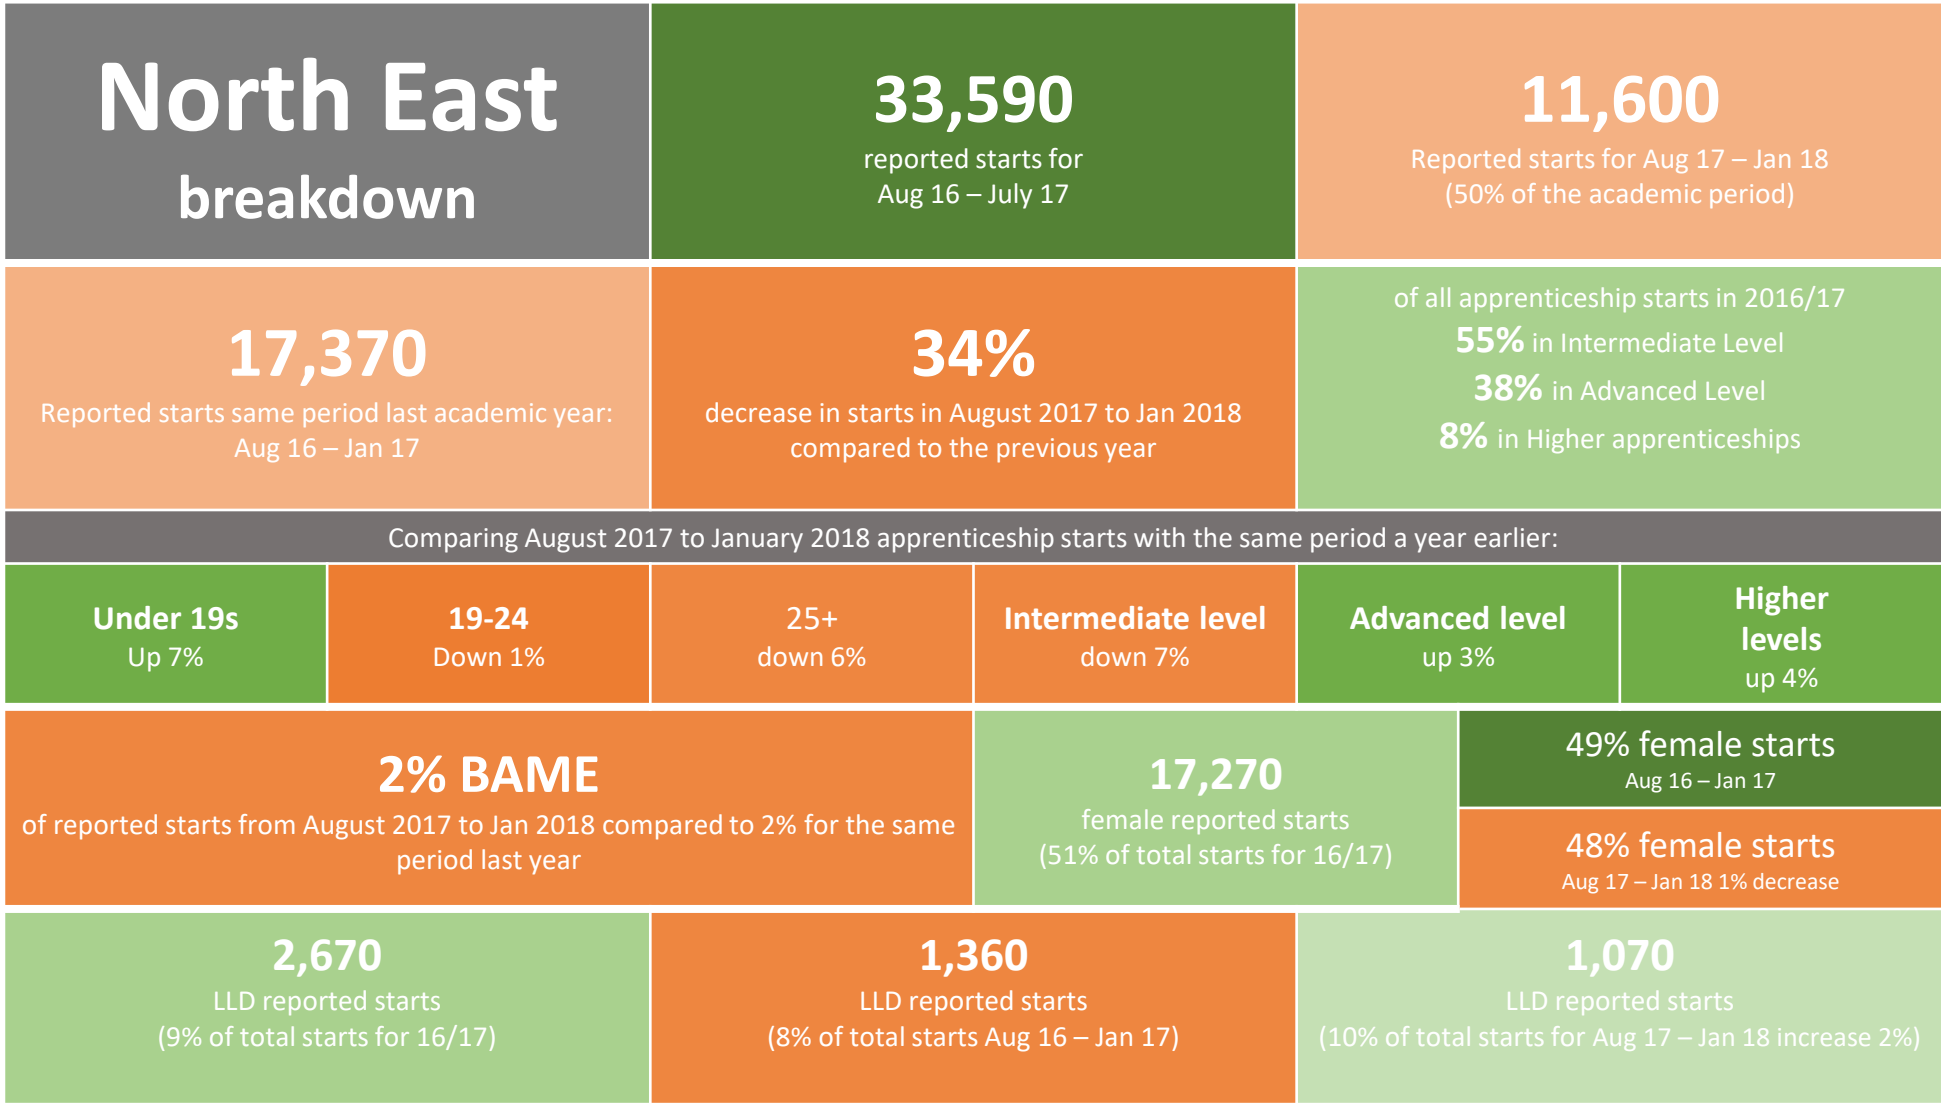 North East
breakdown
33,590
reported starts for
Aug 16 – July 17
11,600
Reported starts for Aug 17 – Jan 18
(50% of the academic period)
17,370
Reported starts same period last academic year:
Aug 16 – Jan 17
34%
decrease in starts in August 2017 to Jan 2018
compared to the previous year
of all apprenticeship starts in 2016/17
55% in Intermediate Level
38% in Advanced Level
8% in Higher apprenticeships
Comparing August 2017 to January 2018 apprenticeship starts with the same period a year earlier:
Under 19s
Up 7%
19-24
Down 1%
25+
down 6%
Intermediate level
down 7%
Advanced level
up 3%
Higher
levels
up 4%
2% BAME
of reported starts from August 2017 to Jan 2018 compared to 2% for the same
period last year
17,270
female reported starts
(51% of total starts for 16/17)
49% female starts
Aug 16 – Jan 17
48% female starts
Aug 17 – Jan 18 1% decrease
2,670
LLD reported starts
(9% of total starts for 16/17)
1,360
LLD reported starts
(8% of total starts Aug 16 – Jan 17)
1,070
LLD reported starts
(10% of total starts for Aug 17 – Jan 18 increase 2%)